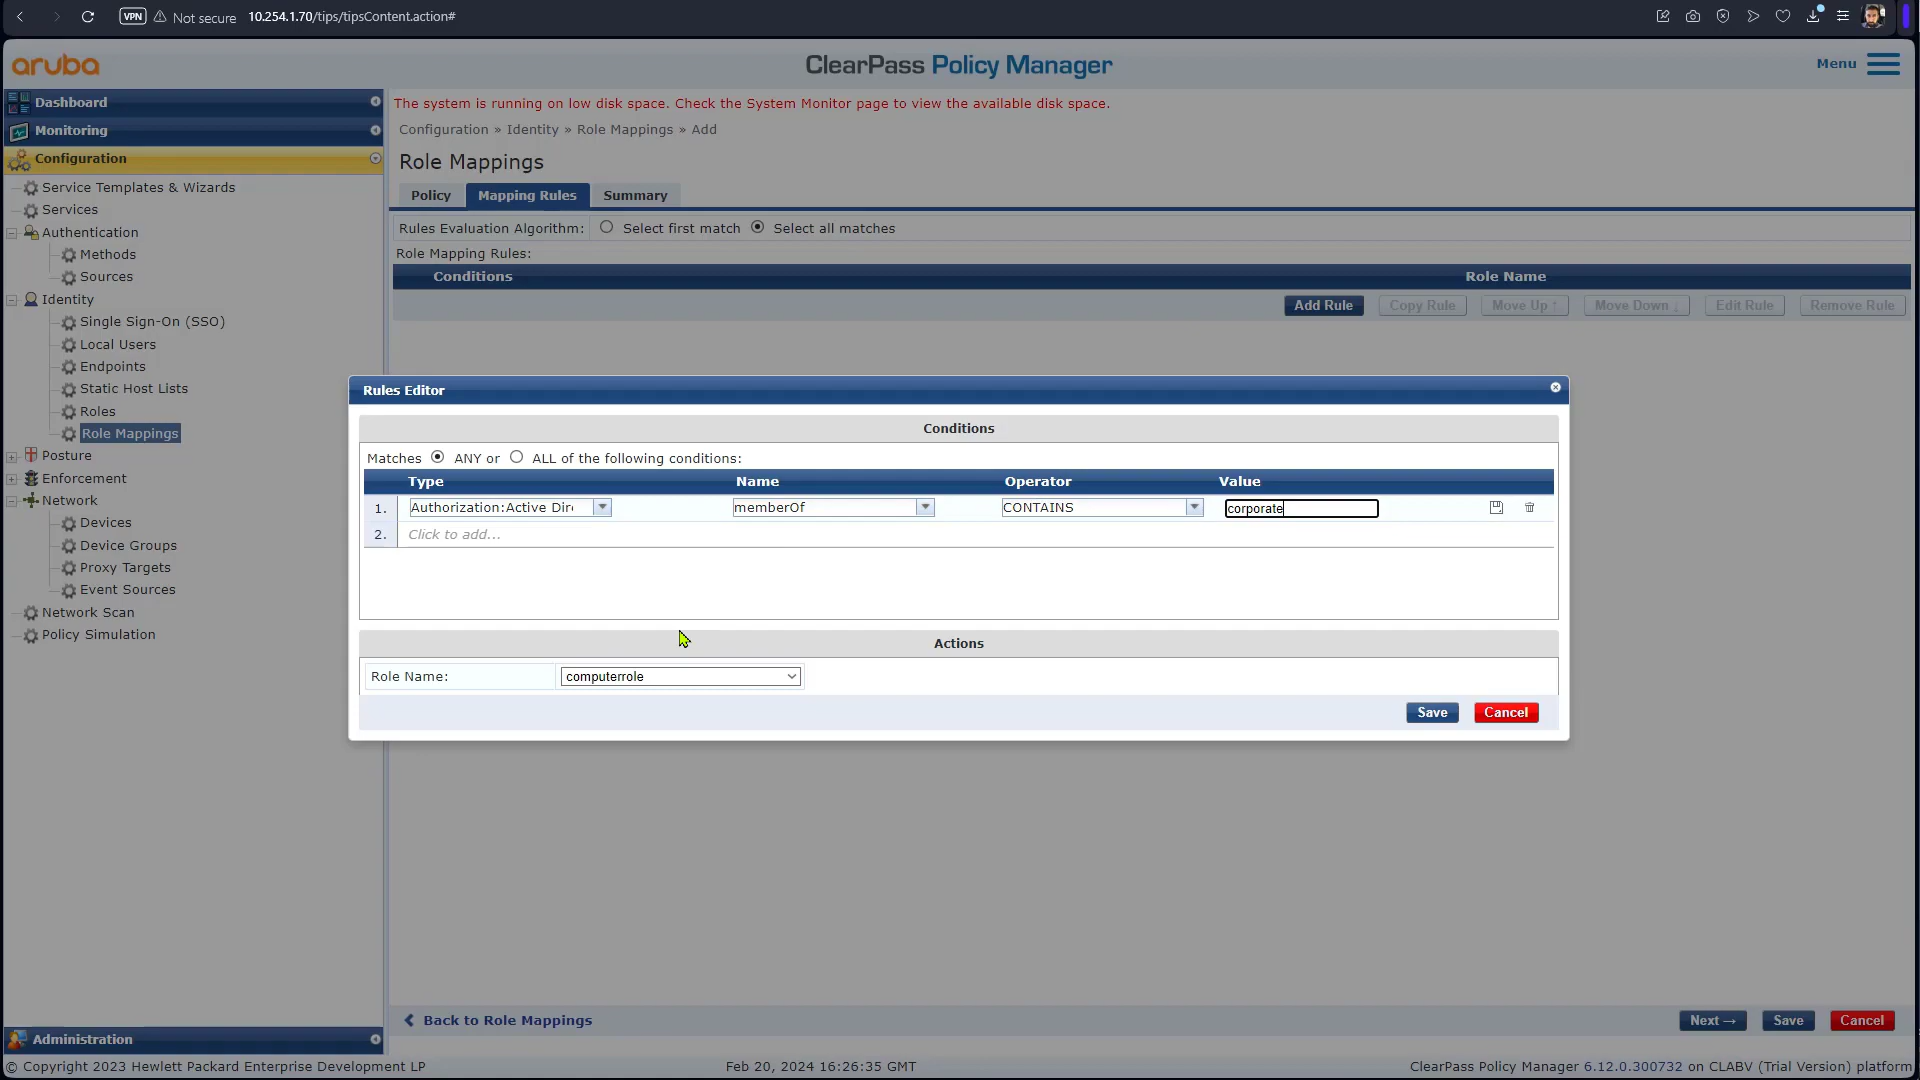 VPN Not secure 10.254.1.70/tips/tipsContent.action#
aruba
ClearPass Policy Manager
Menu
Dashboard
Monitoring
Configuration
Service Templates & Wizards
Services
Authentication
Methods
Sources
Identity
Single Sign-On (SSO)
Local Users
Endpoints
Static Host Lists
Roles
Role Mappings
Posture
Enforcement
Network
Devices
Device Groups
Proxy Targets
Event Sources
Network Scan
Policy Simulation
Administration
The system is running on low disk space. Check the System Monitor page to view the available disk space.
Configuration » Identity » Role Mappings » Add
Role Mappings
Policy Mapping Rules Summary
Rules Evaluation Algorithm: Select first match Select all matches
Role Mapping Rules:
Conditions Role Name
Add Rule Copy Rule Move Up ↑ Move Down ↓ Edit Rule Remove Rule
Rules Editor
Conditions
Matches ANY or ALL of the following conditions:
Type Name Operator Value
1. Authorization:Active Dire memberOf CONTAINS corporate
2. Click to add...
Actions
Role Name: computerrole
Save Cancel
Back to Role Mappings Next → Save Cancel
© Copyright 2023 Hewlett Packard Enterprise Development LP Feb 20, 2024 16:26:35 GMT ClearPass Policy Manager 6.12.0.300732 on CLABV (Trial Version) platform